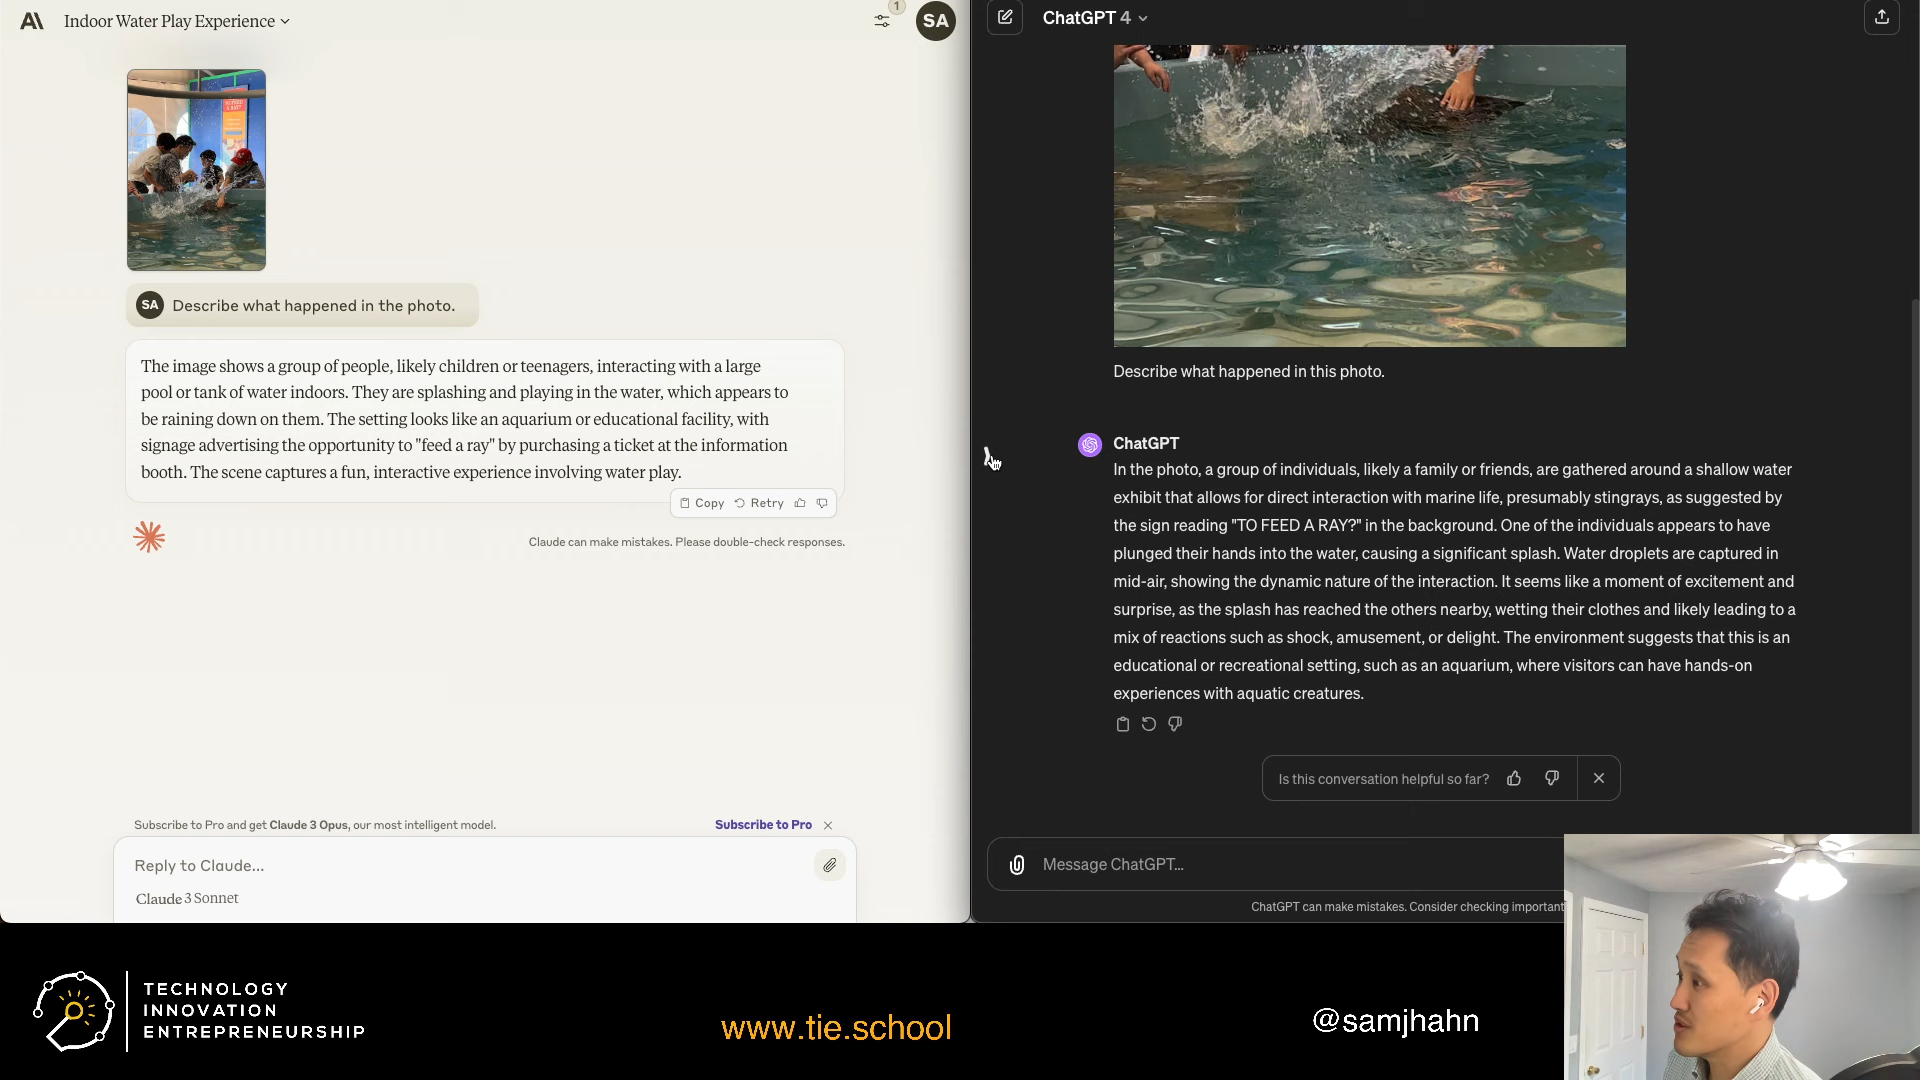 Indoor Water Play Experience
1
SA
SA
Describe what happened in the photo.
The image shows a group of people, likely children or teenagers, interacting with a large
pool or tank of water indoors. They are splashing and playing in the water, which appears to
be raining down on them. The setting looks like an aquarium or educational facility, with
signage advertising the opportunity to "feed a ray" by purchasing a ticket at the information
booth. The scene captures a fun, interactive experience involving water play.
Copy
Retry
Claude can make mistakes. Please double-check responses.
Subscribe to Pro and get Claude 3 Opus, our most intelligent model.
Subscribe to Pro
Reply to Claude...
Claude 3 Sonnet
ChatGPT 4
Describe what happened in this photo.
ChatGPT
In the photo, a group of individuals, likely a family or friends, are gathered around a shallow water
exhibit that allows for direct interaction with marine life, presumably stingrays, as suggested by
the sign reading "TO FEED A RAY?" in the background. One of the individuals appears to have
plunged their hands into the water, causing a significant splash. Water droplets are captured in
mid-air, showing the dynamic nature of the interaction. It seems like a moment of excitement and
surprise, as the splash has reached the others nearby, wetting their clothes and likely leading to a
mix of reactions such as shock, amusement, or delight. The environment suggests that this is an
educational or recreational setting, such as an aquarium, where visitors can have hands-on
experiences with aquatic creatures.
Is this conversation helpful so far?
Message ChatGPT...
ChatGPT can make mistakes. Consider checking important
TECHNOLOGY
INNOVATION
ENTREPRENEURSHIP
www.tie.school
@samjhahn